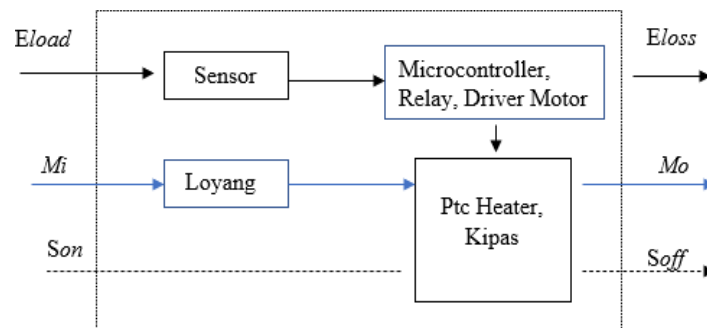 Eload
Eloss
Sensor
Microcontroller,
Relay, Driver Motor
Mi
Loyang
Mo
Ptc Heater,
Kipas
Son
Soff